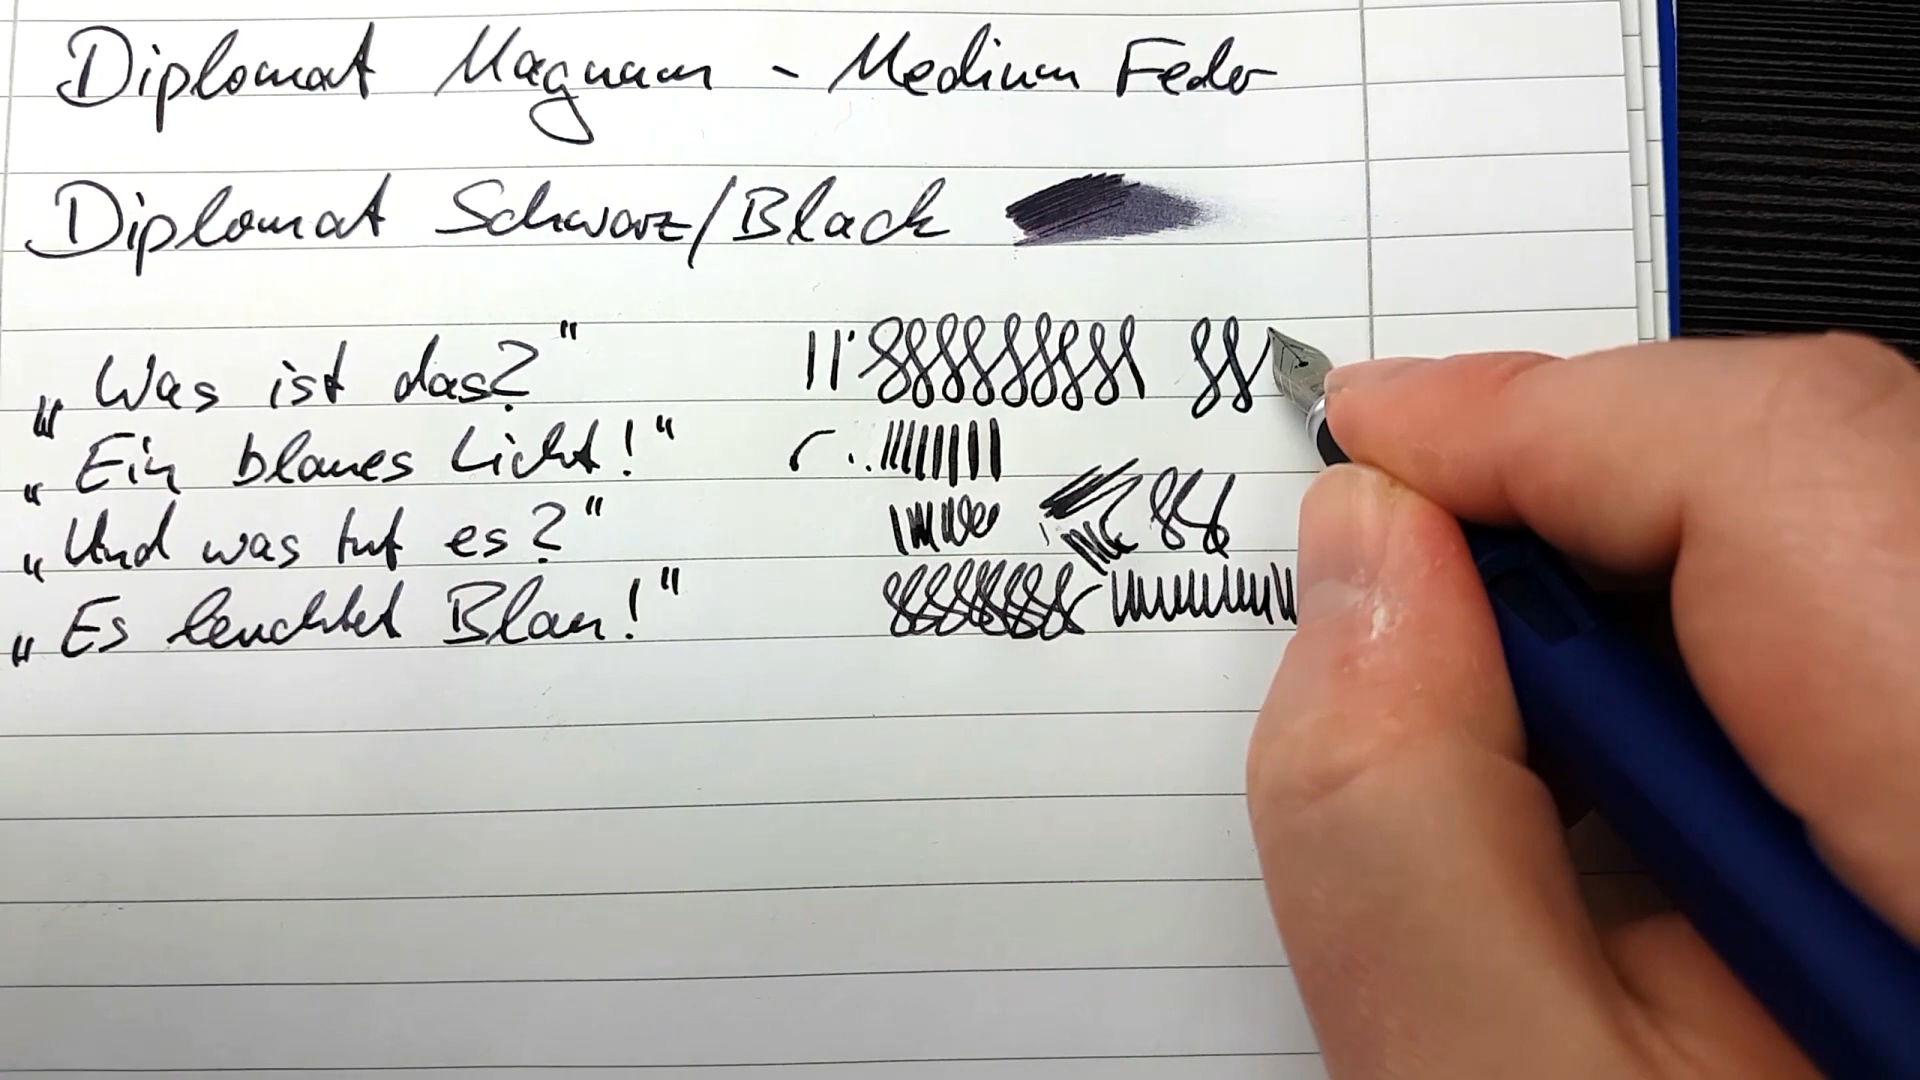 Diplomat Magnum - Medium Feder
Diplomat Schwarz/Black
„Was ist das?“
„Ein blaues Licht!“
„Und was tut es?“
„Es leuchtet Blau!“